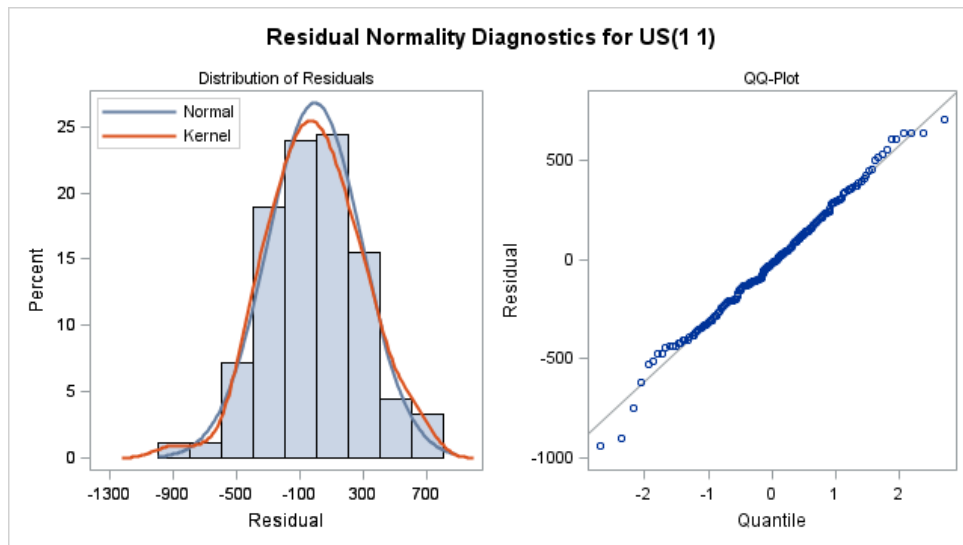 Residual Normality Diagnostics for US(1 1)
Distribution of Residuals
Normal
Kernel
25
20
15
10
5
0
Percent
-1300 -900 -500 -100 300 700
Residual
QQ-Plot
500
0
-500
-1000
Residual
-2 -1 0 1 2
Quantile